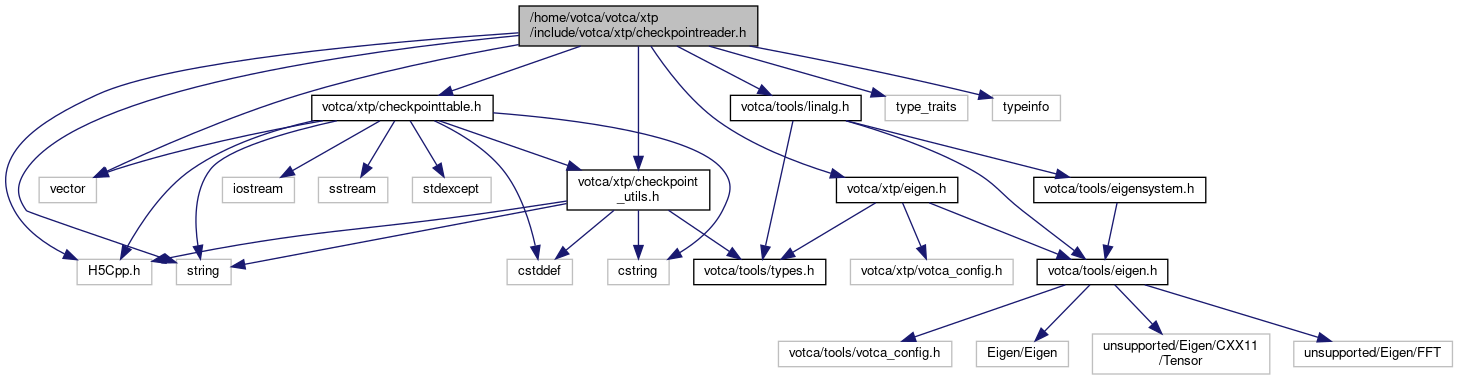 /home/votca/votca/xtp
/include/votca/xtp/checkpointreader.h
votca/xtp/checkpointtable.h
votca/tools/linalg.h
type_traits
typeinfo
vector
iostream
sstream
stdexcept
votca/xtp/checkpoint
_utils.h
votca/xtp/eigen.h
votca/tools/eigensystem.h
H5Cpp.h
string
cstddef
cstring
votca/tools/types.h
votca/xtp/votca_config.h
votca/tools/eigen.h
votca/tools/votca_config.h
Eigen/Eigen
unsupported/Eigen/CXX11
/Tensor
unsupported/Eigen/FFT